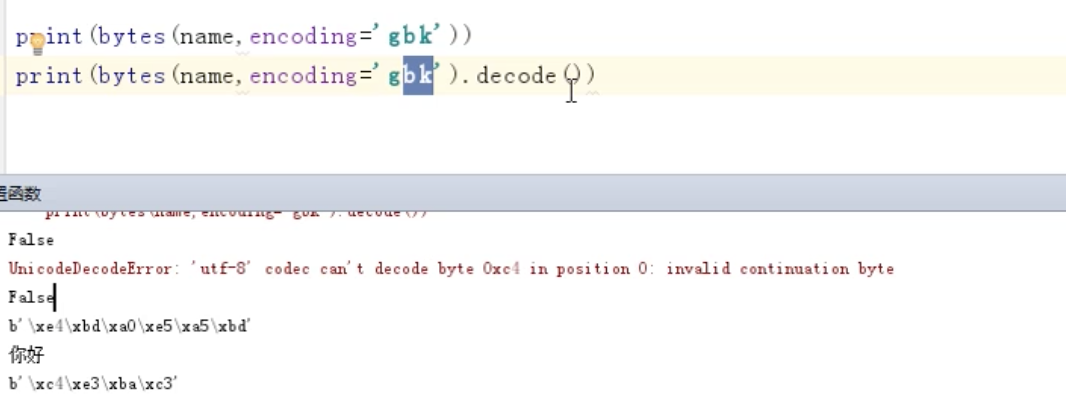 print(bytes(name,encoding='gbk'))
print(bytes(name,encoding='gbk').decode())
函数
print(bytes(name,encoding='gbk').decode())
False
UnicodeDecodeError: 'utf-8' codec can't decode byte 0xc4 in position 0: invalid continuation byte
False
b'\xe4\xbd\xa0\xe5\xa5\xbd'
你好
b'\xc4\xe3\xba\xc3'